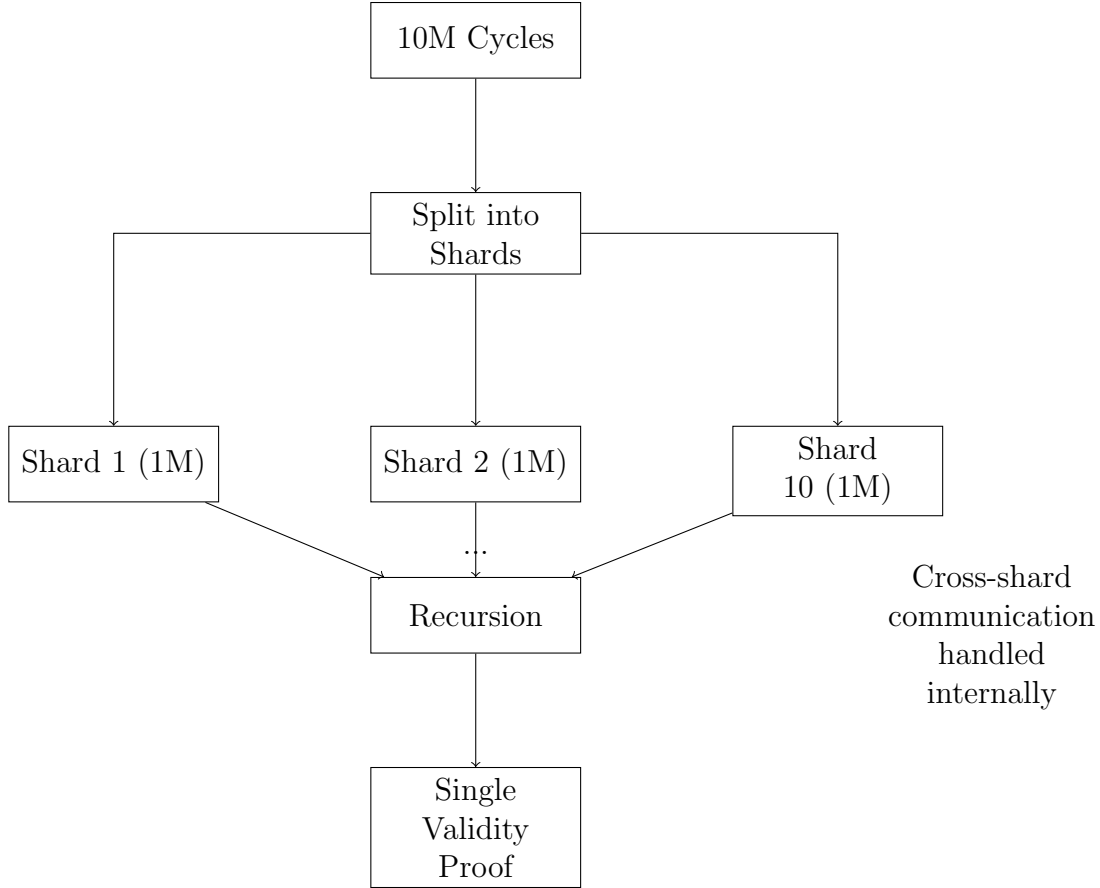 10M Cycles
Split into
Shards
Shard 1 (1M)
Shard 2 (1M)
Shard
10 (1M)
...
Recursion
Cross-shard
communication
handled
internally
Single
Validity
Proof